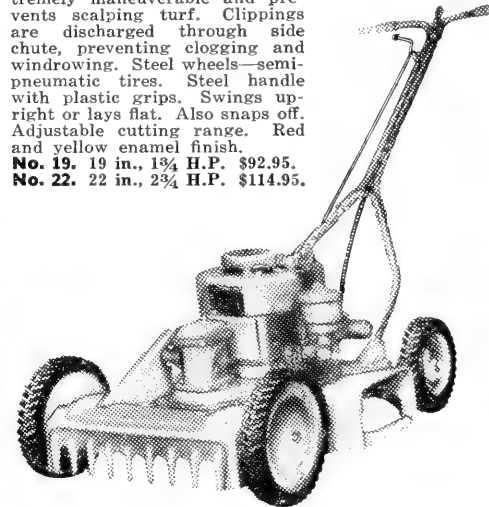 tremely maneuverable and pre-
vents scalping turf. Clippings
are discharged through side
chute, preventing clogging and
windrowing. Steel wheels—semi-
pneumatic tires. Steel handle
with plastic grips. Swings up-
right or lays flat. Also snaps off.
Adjustable cutting range. Red
and yellow enamel finish.
No. 19. 19 in., 1¾ H.P. $92.95.
No. 22. 22 in., 2¾ H.P. $114.95.